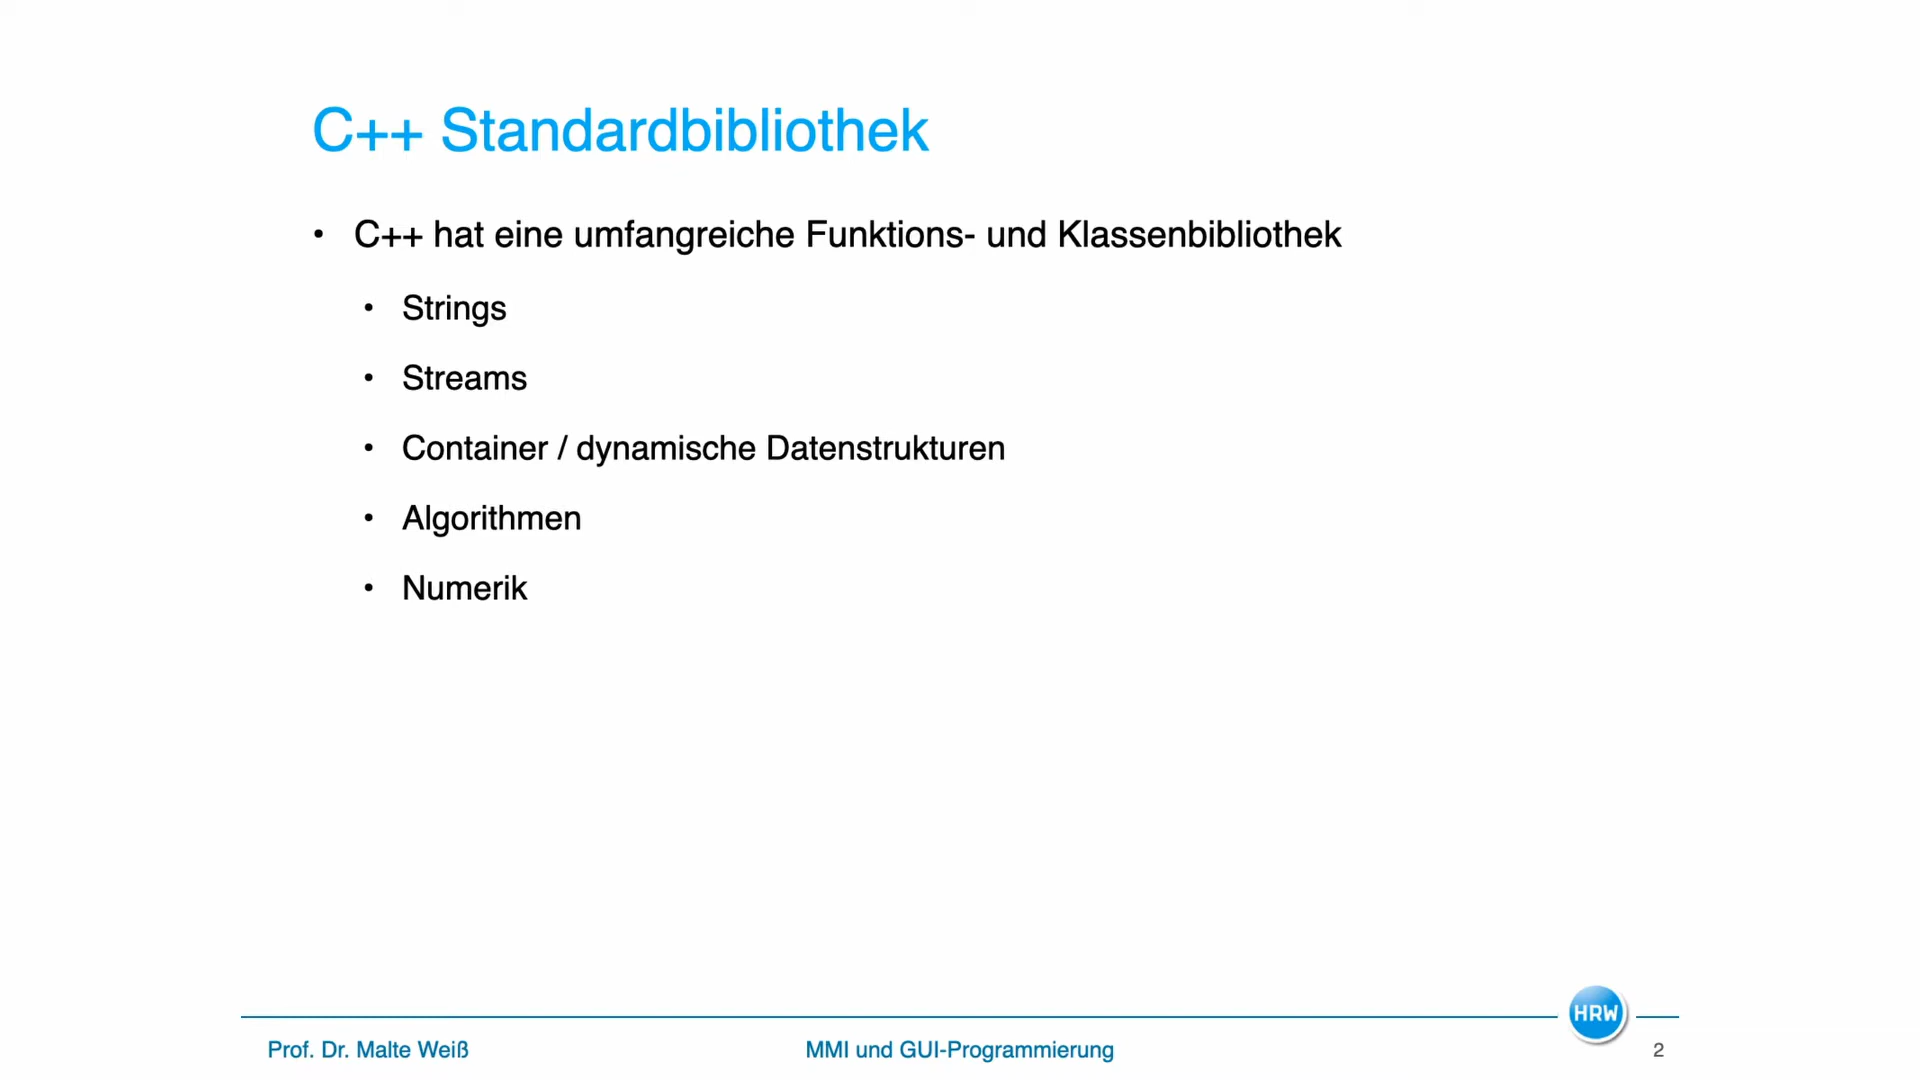 C++ Standardbibliothek
• C++ hat eine umfangreiche Funktions- und Klassenbibliothek
• Strings
• Streams
• Container / dynamische Datenstrukturen
• Algorithmen
• Numerik
HRW
Prof. Dr. Malte Weiß
MMI und GUI-Programmierung
2